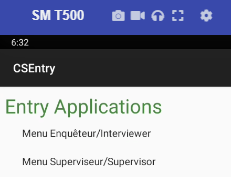 SM T500
6:32
CSEntry
Entry Applications
Menu Enquêteur/Interviewer
Menu Superviseur/Supervisor